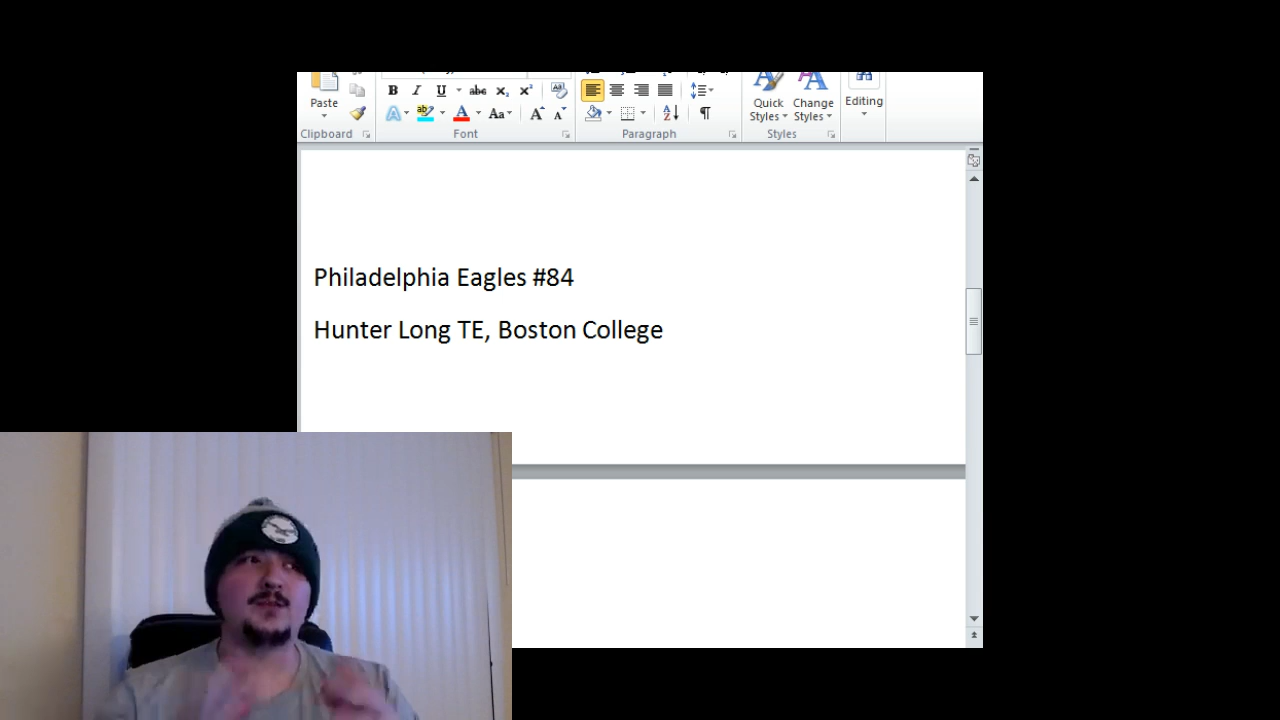 Paste
Quick Styles
Change Styles
Editing
Clipboard
Font
Paragraph
Styles
Philadelphia Eagles #84
Hunter Long TE, Boston College